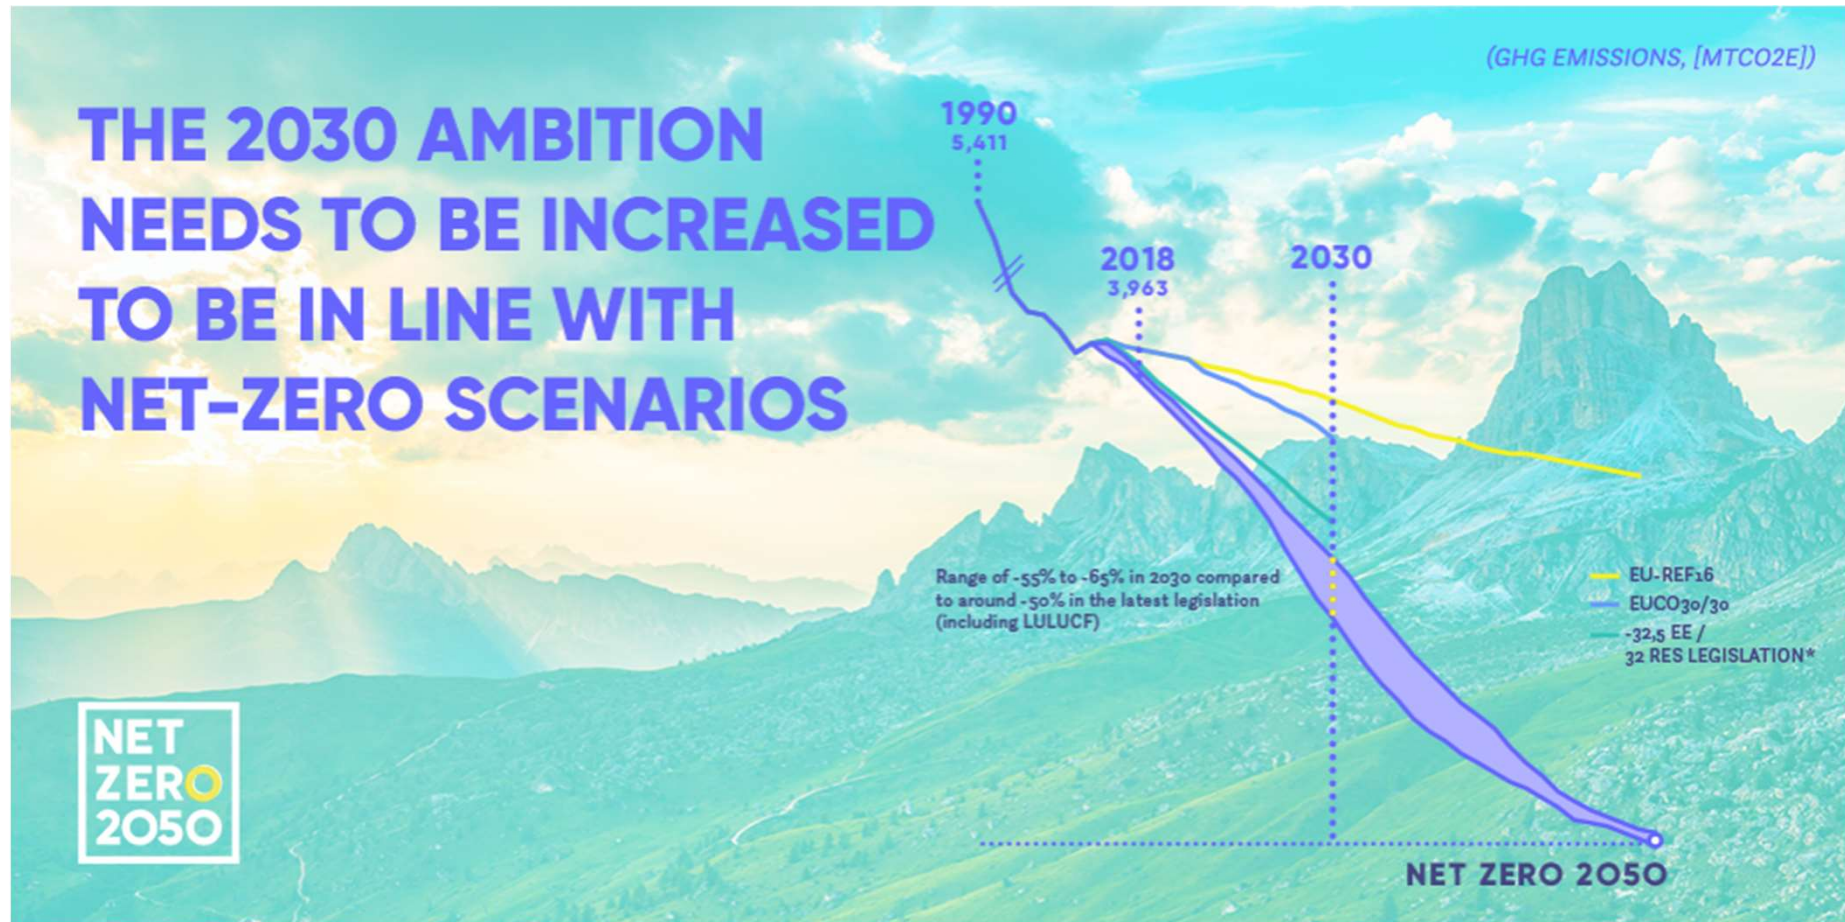 (GHG EMISSIONS, [MTCO2E])
THE 2030 AMBITION
NEEDS TO BE INCREASED
TO BE IN LINE WITH
NET-ZERO SCENARIOS
1990
5,411
2018
3,963
2030
Range of -55% to -65% in 2030 compared
to around -50% in the latest legislation
(including LULUCF)
EU-REF16
EUCO30/30
-32,5 EE /
32 RES LEGISLATION*
NET
ZERO
2050
NET ZERO 2050